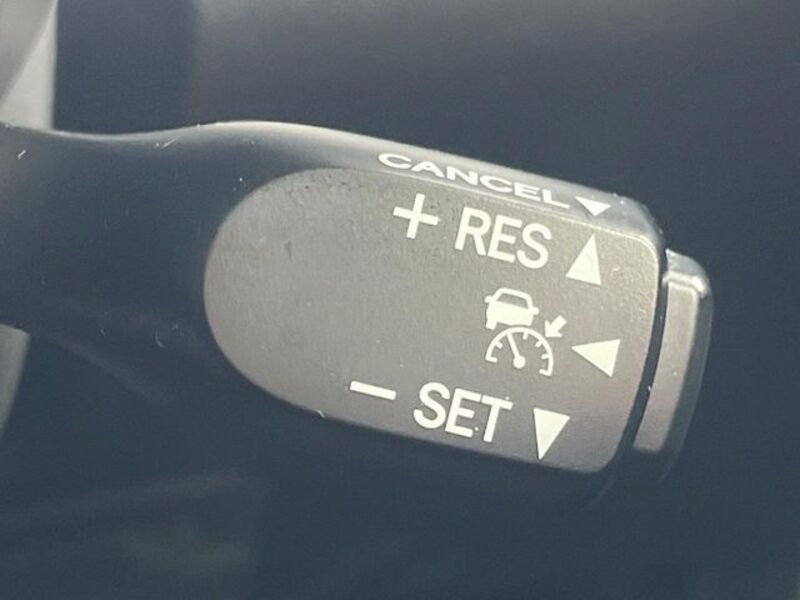 CANCEL ▼
+ RES ▲
◀
− SET ▼